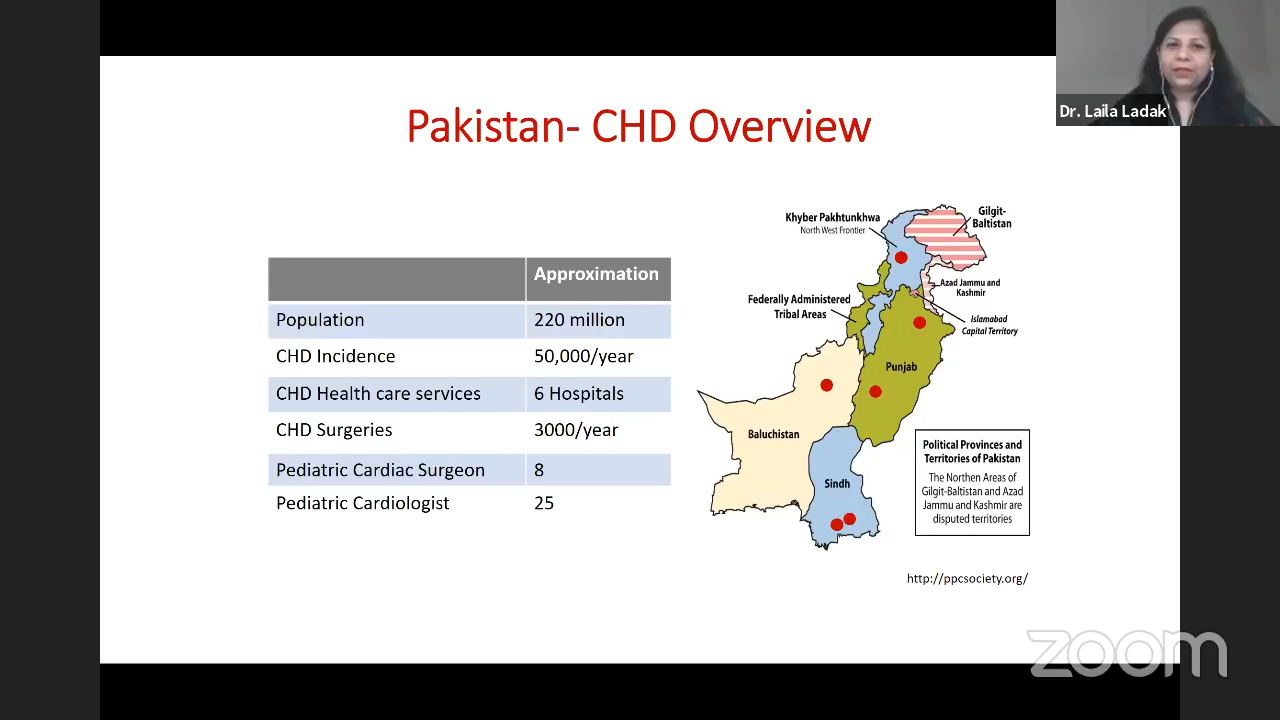 Dr. Laila Ladak
Pakistan- CHD Overview
Approximation
Population 220 million
CHD Incidence 50,000/year
CHD Health care services 6 Hospitals
CHD Surgeries 3000/year
Pediatric Cardiac Surgeon 8
Pediatric Cardiologist 25
Khyber Pakhtunkhwa
North West Frontier
Gilgit-
Baltistan
Azad Jammu and
Kashmir
Federally Administered
Tribal Areas
Islamabad
Capital Territory
Punjab
Baluchistan
Sindh
Political Provinces and
Territories of Pakistan
The Northen Areas of
Gilgit-Baltistan and Azad
Jammu and Kashmir are
disputed territories
http://ppcsociety.org/
zoom